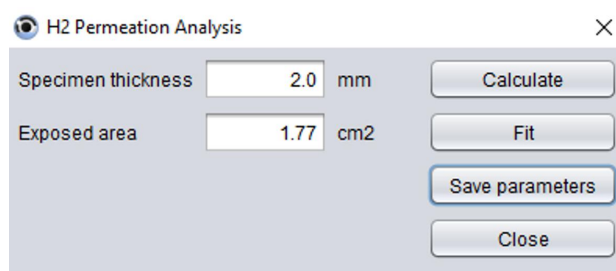 H2 Permeation Analysis
Specimen thickness 2.0 mm Calculate
Exposed area 1.77 cm2 Fit
Save parameters
Close